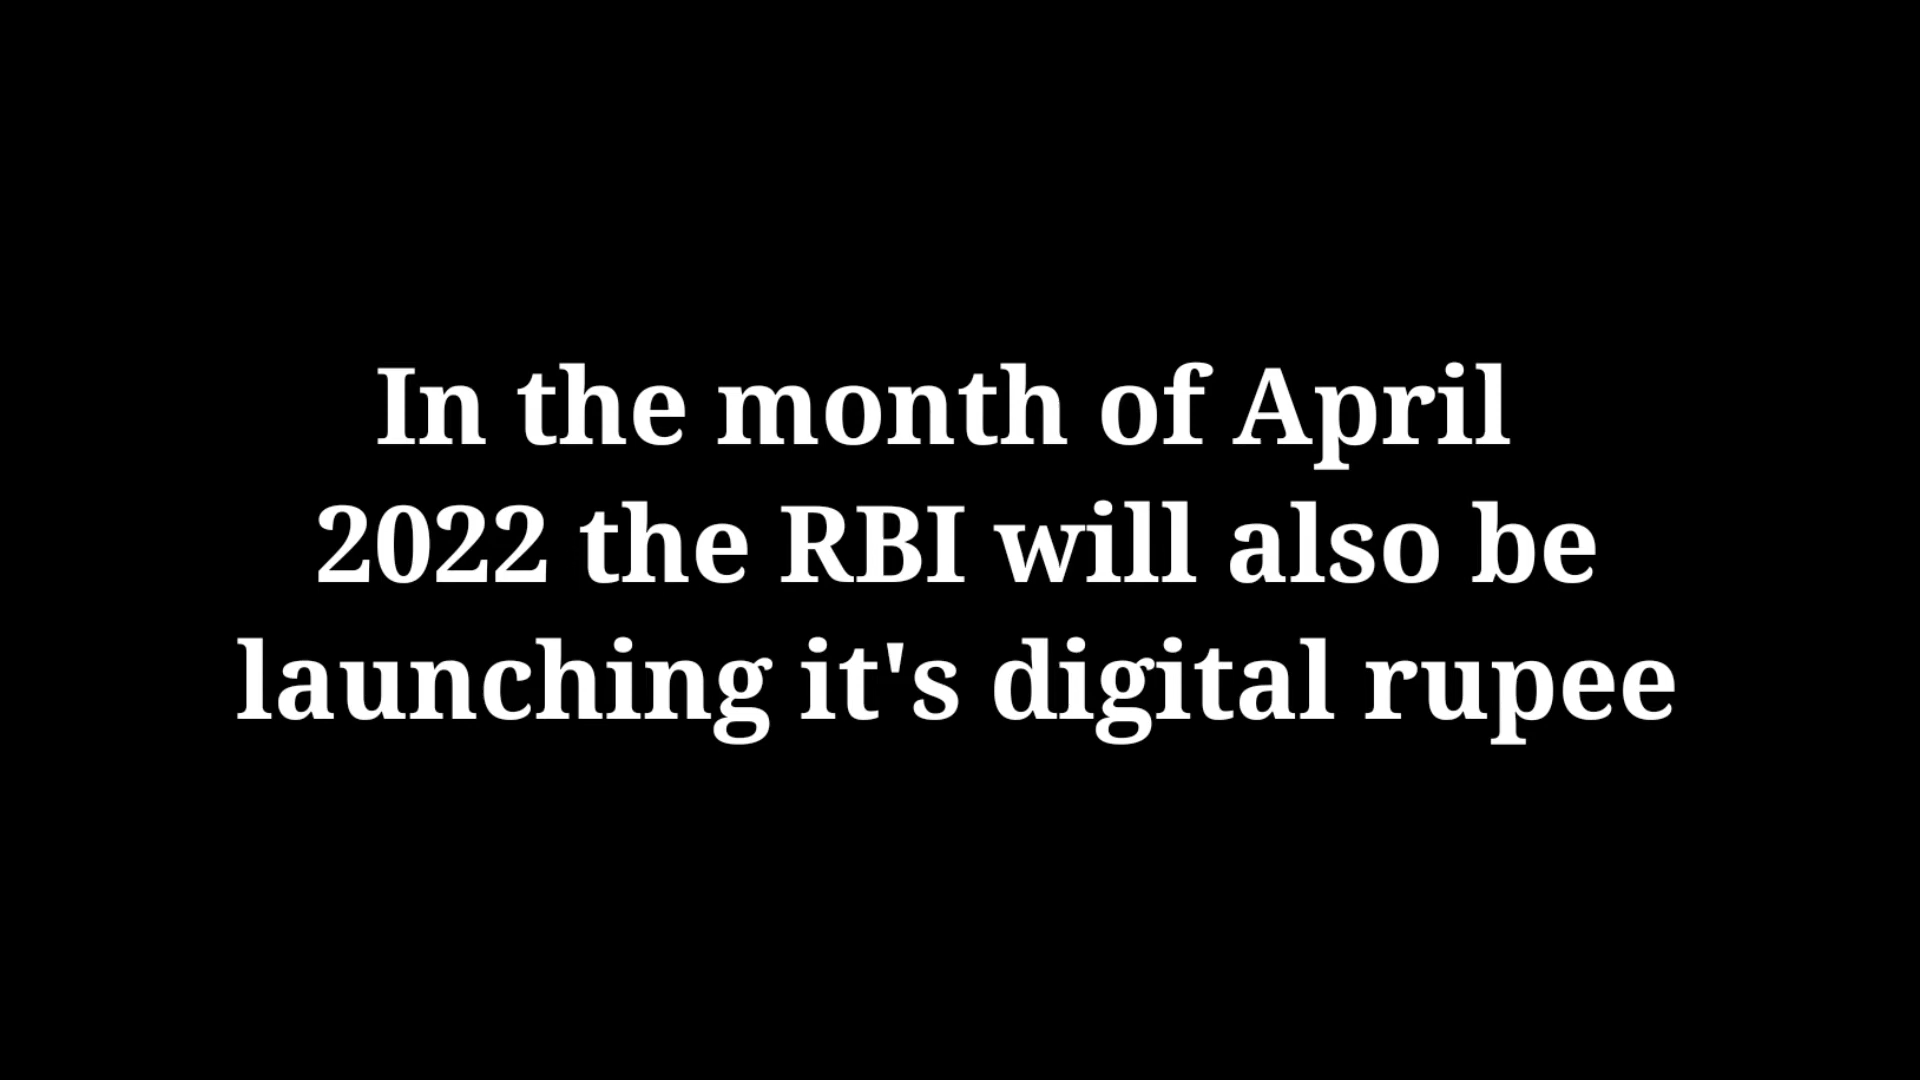 In the month of April
2022 the RBI will also be
launching it's digital rupee